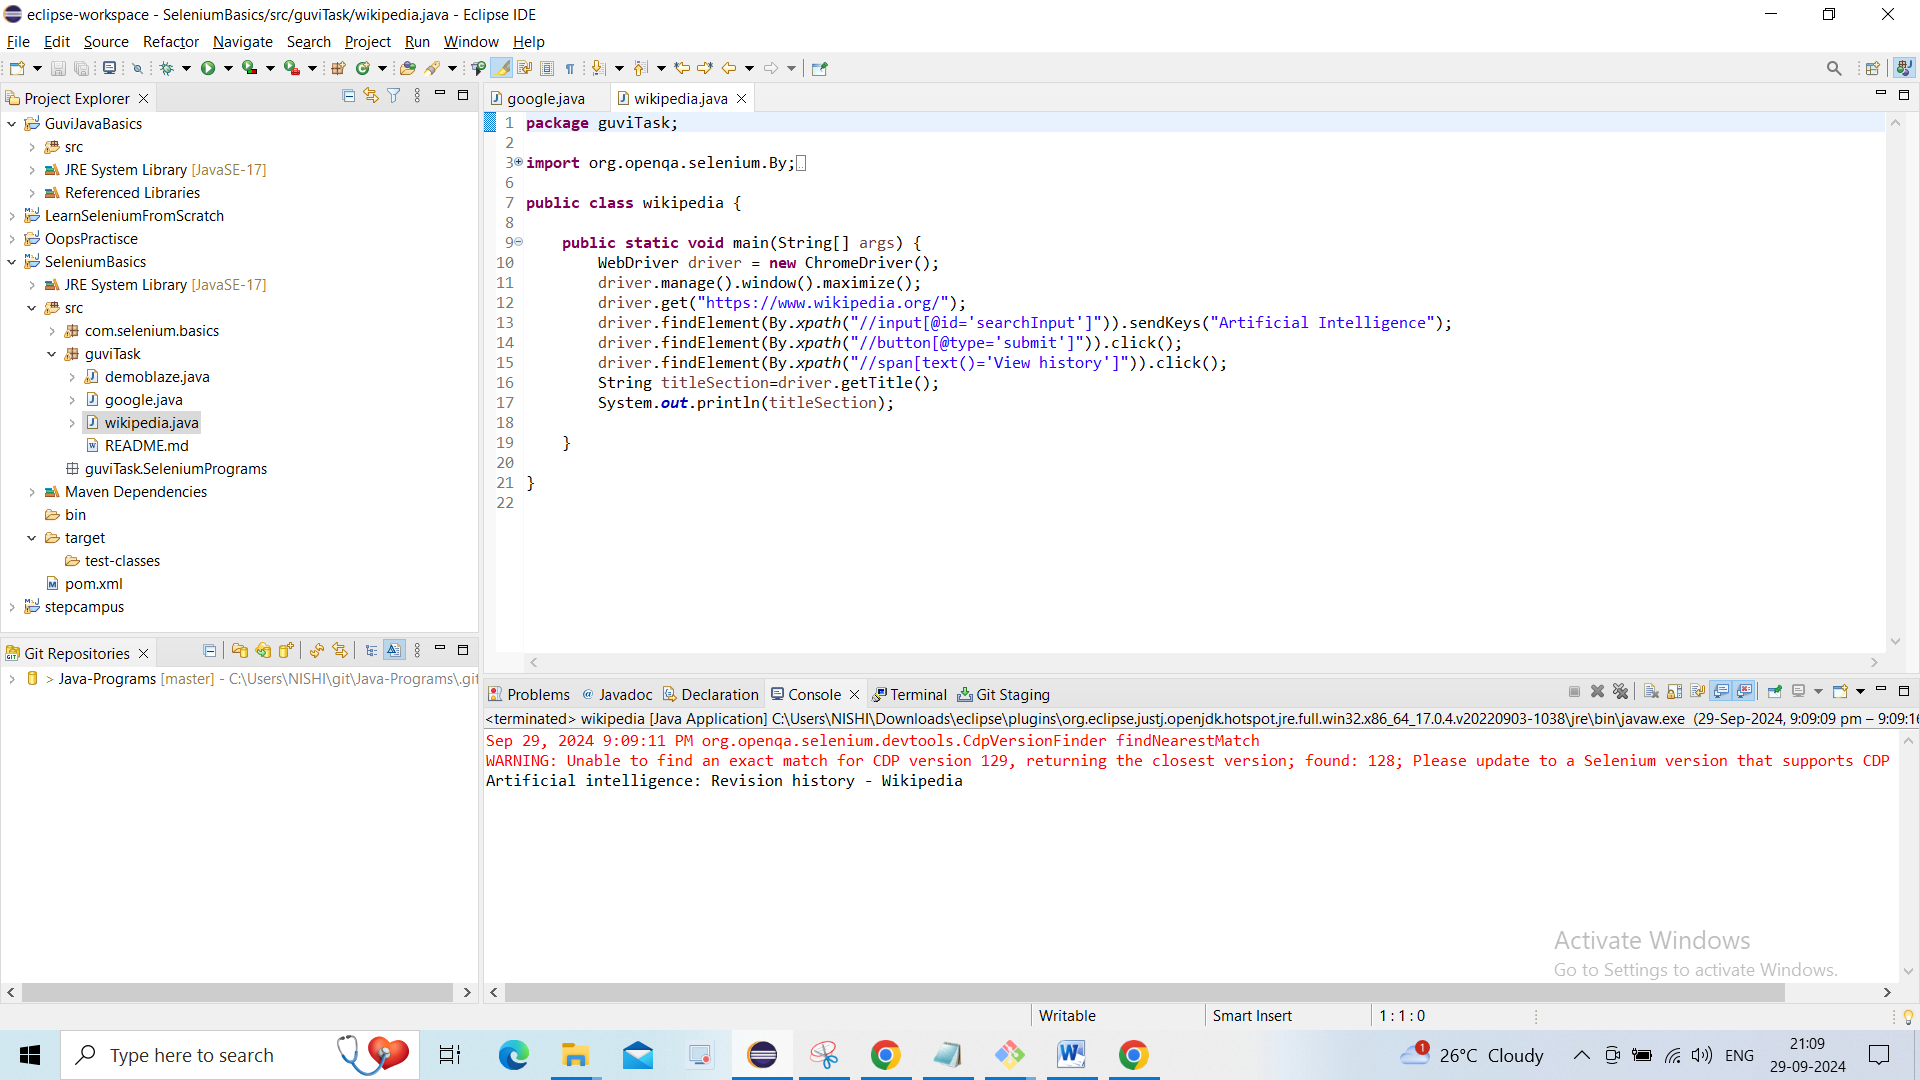 eclipse-workspace - SeleniumBasics/src/guviTask/wikipedia.java - Eclipse IDE
File Edit Source Refactor Navigate Search Project Run Window Help
Project Explorer
GuviJavaBasics
src
JRE System Library [JavaSE-17]
Referenced Libraries
LearnSeleniumFromScratch
OopsPractisce
SeleniumBasics
JRE System Library [JavaSE-17]
src
com.selenium.basics
guviTask
demoblaze.java
google.java
wikipedia.java
README.md
guviTask.SeleniumPrograms
Maven Dependencies
bin
target
test-classes
pom.xml
stepcampus
Git Repositories
> Java-Programs [master] - C:\Users\NISHI\git\Java-Programs\.git
google.java wikipedia.java
1 package guviTask;
2
3 import org.openqa.selenium.By;
6
7 public class wikipedia {
8
9 public static void main(String[] args) {
10 WebDriver driver = new ChromeDriver();
11 driver.manage().window().maximize();
12 driver.get("https://www.wikipedia.org/");
13 driver.findElement(By.xpath("//input[@id='searchInput']")).sendKeys("Artificial Intelligence");
14 driver.findElement(By.xpath("//button[@type='submit']")).click();
15 driver.findElement(By.xpath("//span[text()='View history']")).click();
16 String titleSection=driver.getTitle();
17 System.out.println(titleSection);
18
19 }
20
21 }
22
Problems @ Javadoc Declaration Console Terminal Git Staging
<terminated> wikipedia [Java Application] C:\Users\NISHI\Downloads\eclipse\plugins\org.eclipse.justj.openjdk.hotspot.jre.full.win32.x86_64_17.0.4.v20220903-1038\jre\bin\javaw.exe (29-Sep-2024, 9:09:09 pm – 9:09:16
Sep 29, 2024 9:09:11 PM org.openqa.selenium.devtools.CdpVersionFinder findNearestMatch
WARNING: Unable to find an exact match for CDP version 129, returning the closest version; found: 128; Please update to a Selenium version that supports CDP
Artificial intelligence: Revision history - Wikipedia
Activate Windows
Go to Settings to activate Windows.
Writable Smart Insert 1 : 1 : 0
Type here to search
1
26°C Cloudy
ENG
21:09
29-09-2024